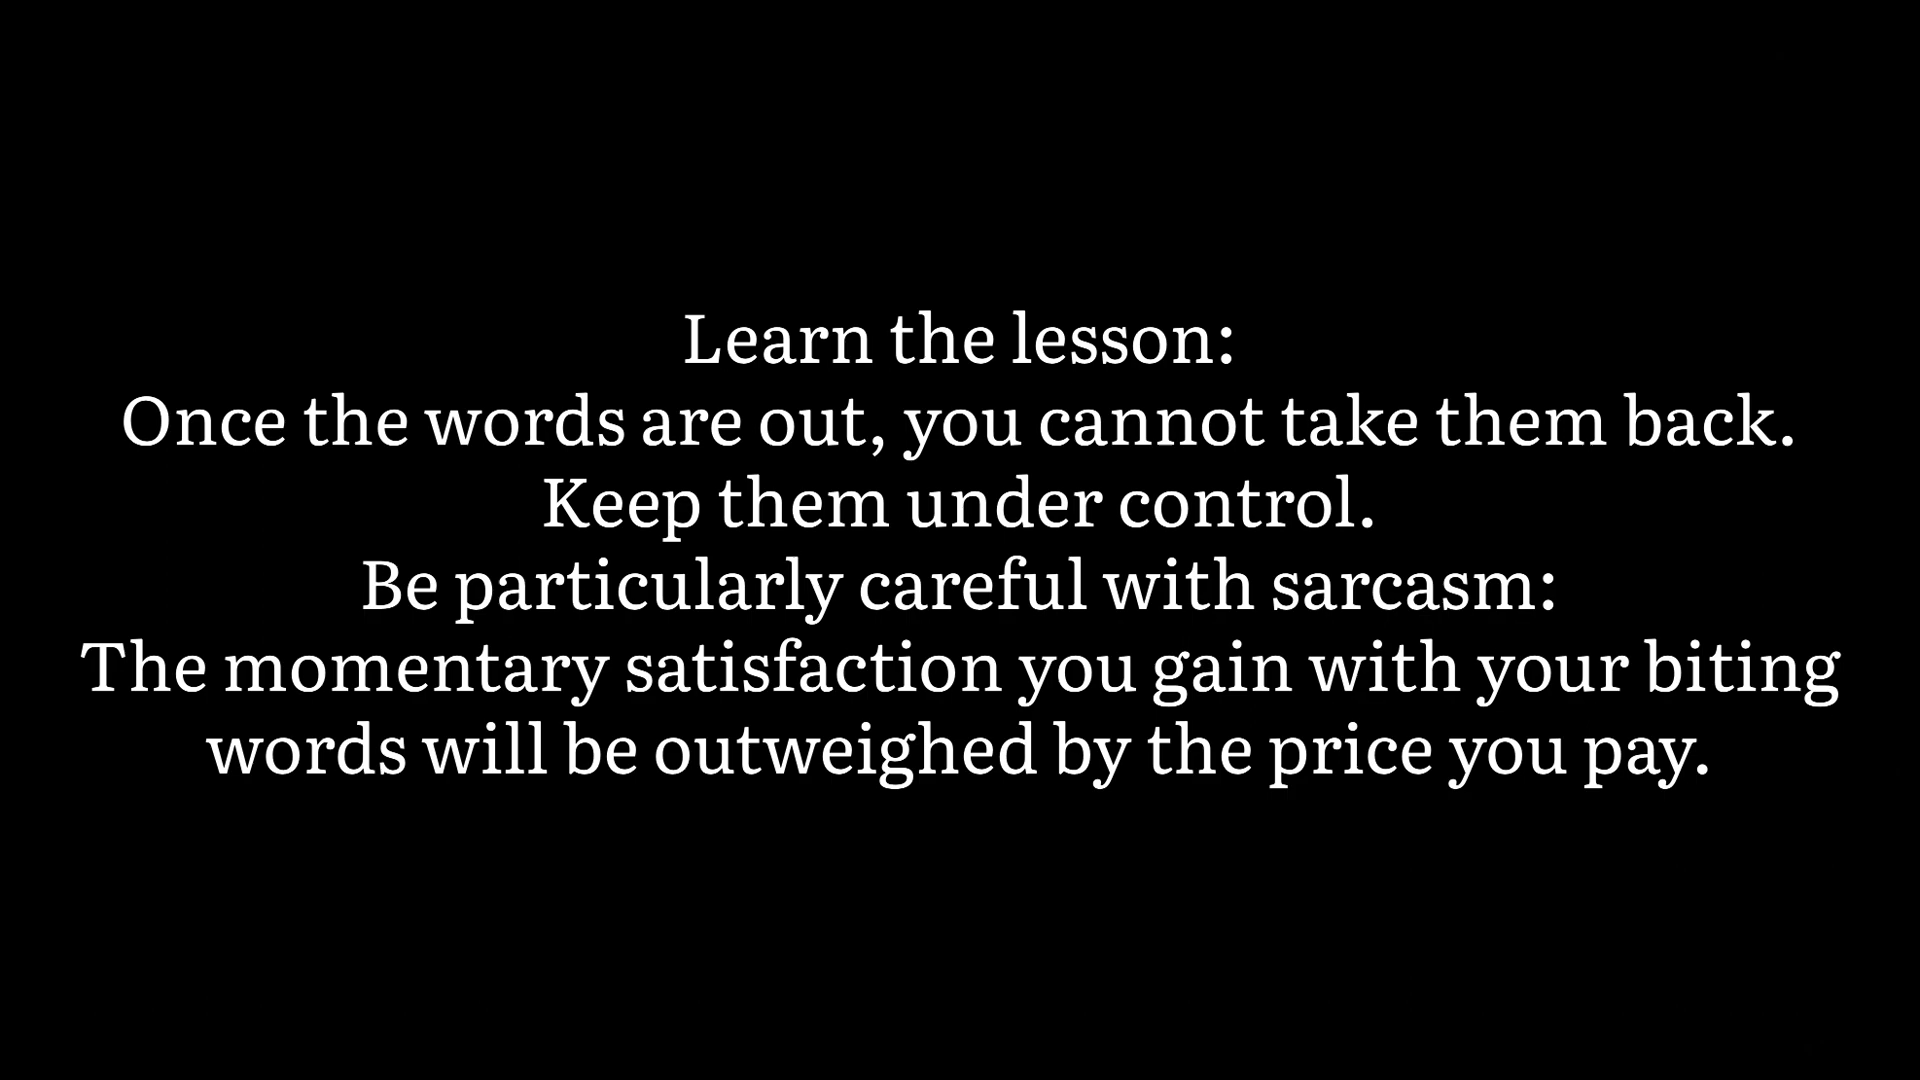 Learn the lesson:
Once the words are out, you cannot take them back.
Keep them under control.
Be particularly careful with sarcasm:
The momentary satisfaction you gain with your biting
words will be outweighed by the price you pay.